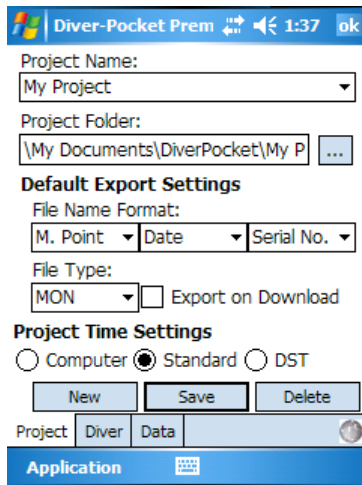 Diver-Pocket Prem 1:37 ok
Project Name:
My Project
Project Folder:
\My Documents\DiverPocket\My P ...
Default Export Settings
File Name Format:
M. Point Date Serial No.
File Type:
MON Export on Download
Project Time Settings
Computer Standard DST
New Save Delete
Project Diver Data
Application